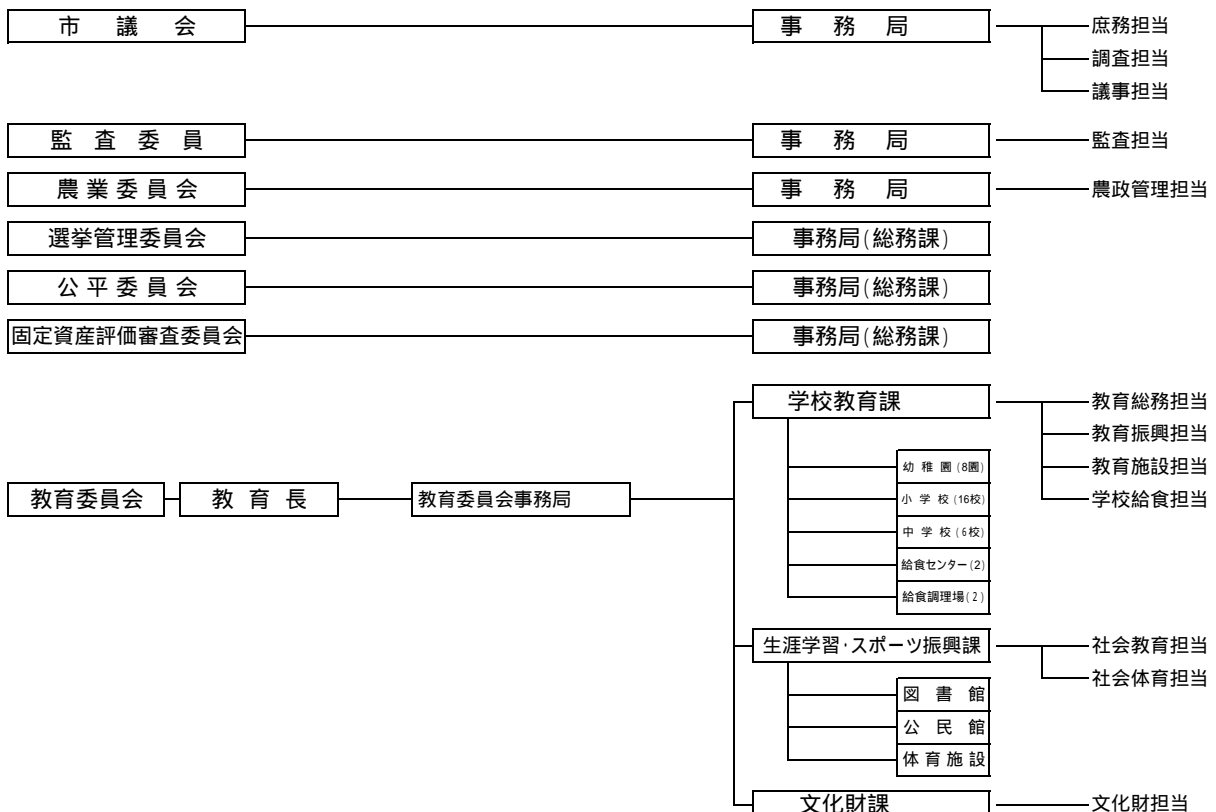 市議会 事務局 庶務担当
調査担当
議事担当
監査委員 事務局 監査担当
農業委員会 事務局 農政管理担当
選挙管理委員会 事務局(総務課)
公平委員会 事務局(総務課)
固定資産評価審査委員会 事務局(総務課)
学校教育課 教育総務担当
教育振興担当
幼稚園(8園) 教育施設担当
教育委員会 教育長 教育委員会事務局 小学校(16校) 学校給食担当
中学校(6校)
給食センター(2)
給食調理場(2)
生涯学習・スポーツ振興課 社会教育担当
社会体育担当
図書館
公民館
体育施設
文化財課 文化財担当